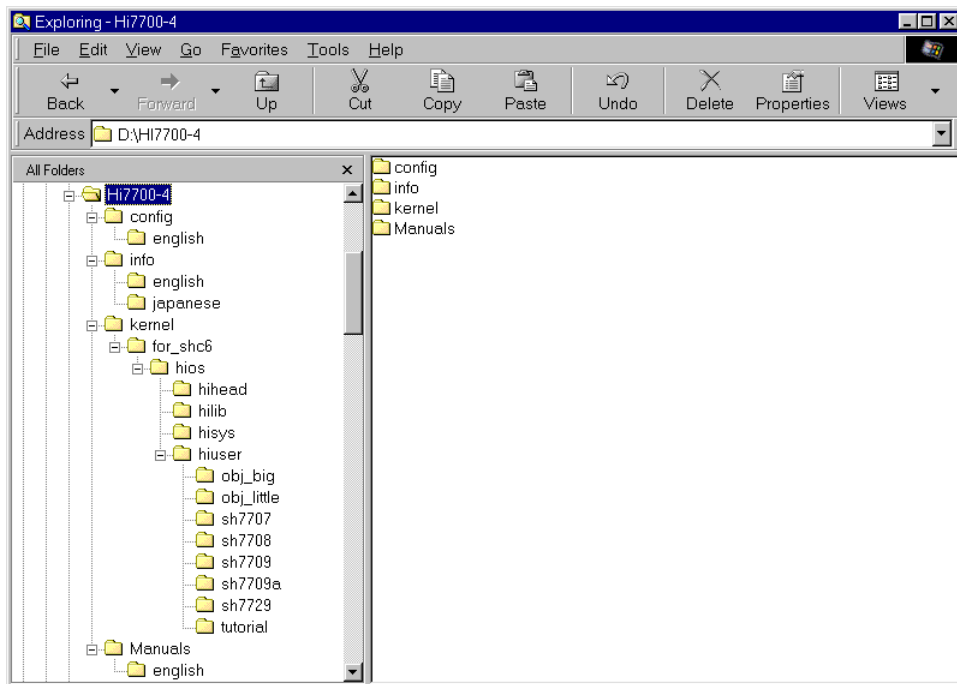 Exploring - Hi7700-4
File Edit View Go Favorites Tools Help
Back Forward Up Cut Copy Paste Undo Delete Properties Views
Address D:\HI7700-4
All Folders
Hi7700-4
config
english
info
english
japanese
kernel
for_shc6
hios
hihead
hilib
hisys
hiuser
obj_big
obj_little
sh7707
sh7708
sh7709
sh7709a
sh7729
tutorial
Manuals
english
config
info
kernel
Manuals